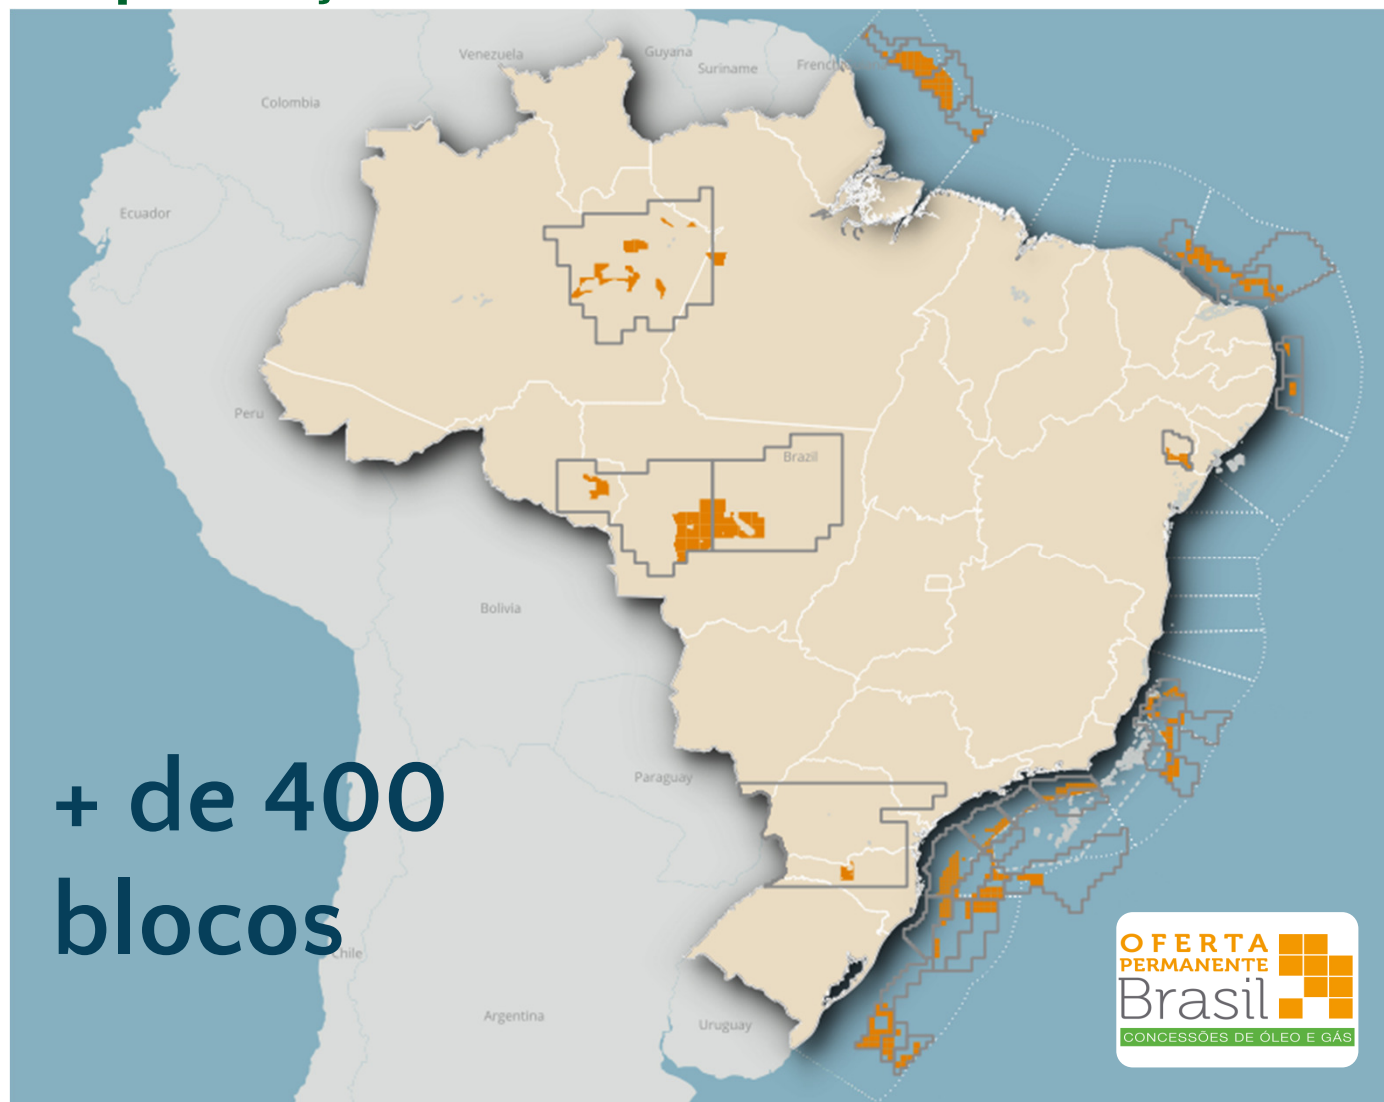 Venezuela
Guyana
Suriname
French
Colombia
Ecuador
Peru
Brazil
Bolivia
Paraguay
+ de 400
blocos
Chile
Argentina
Uruguay
OFERTA
PERMANENTE
Brasil
CONCESSÕES DE ÓLEO E GÁS